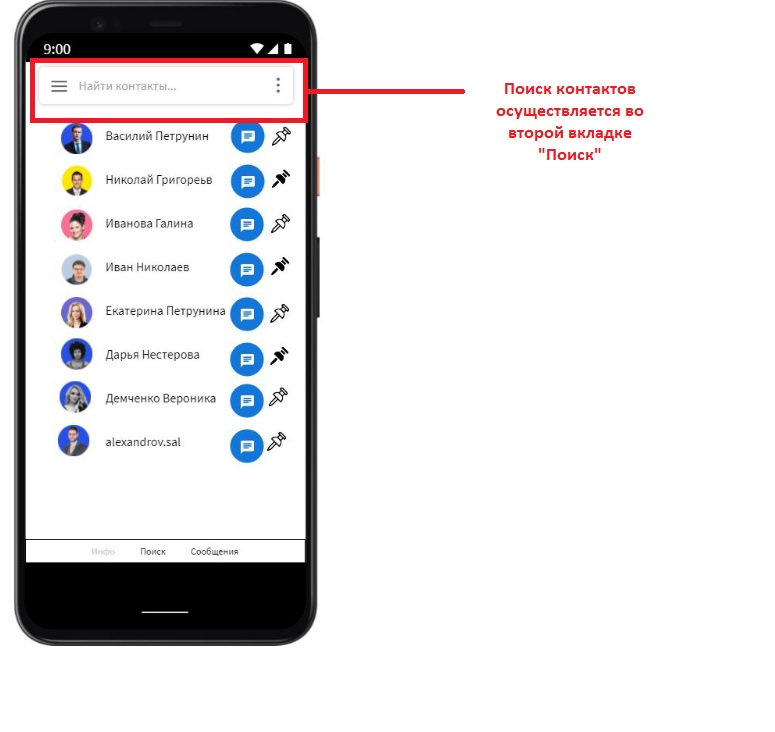 9:00
Найти контакты...
Василий Петрунин
Николай Григореьв
Иванова Галина
Иван Николаев
Екатерина Петрунина
Дарья Нестерова
Демченко Вероника
alexandrov.sal
Инфо Поиск Сообщения
Поиск контактов
осуществляется во
второй вкладке
"Поиск"